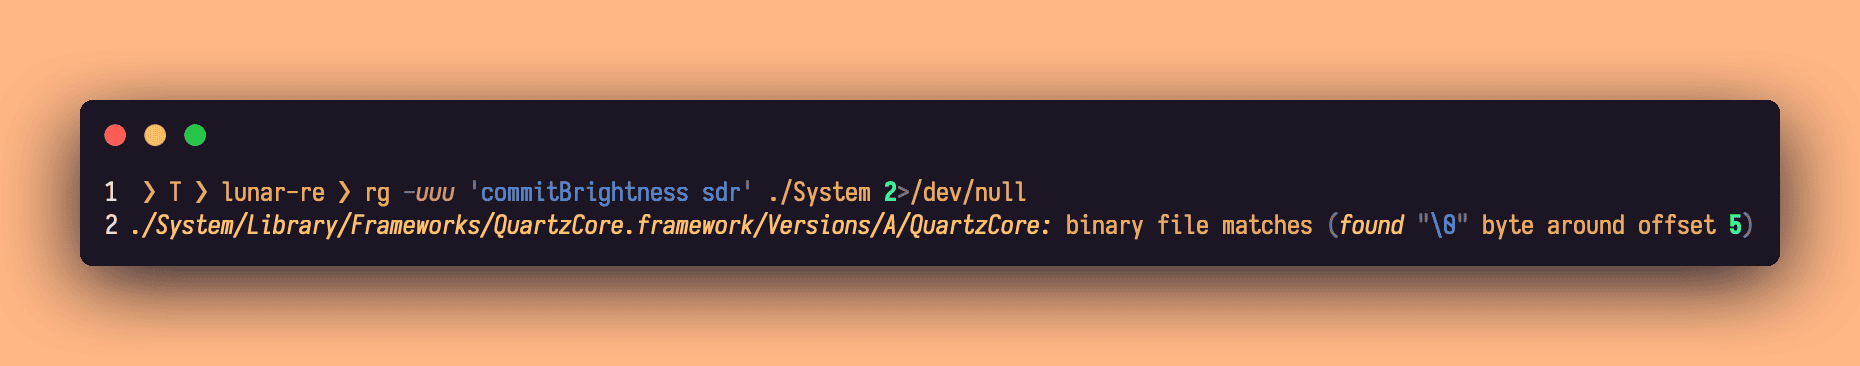 1 ❯ T ❯ lunar-re ❯ rg -uuu 'commitBrightness sdr' ./System 2>/dev/null
2 ./System/Library/Frameworks/QuartzCore.framework/Versions/A/QuartzCore: binary file matches (found "\0" byte around offset 5)